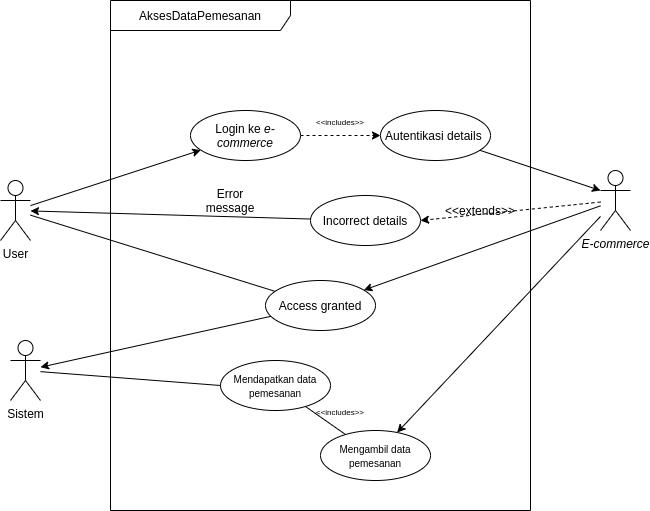 AksesDataPemesanan
Login ke e-
commerce
<<includes>>
Autentikasi details
Error
message
Incorrect details
<<extends>>
User
E-commerce
Access granted
Sistem
Mendapatkan data
pemesanan
<<includes>>
Mengambil data
pemesanan